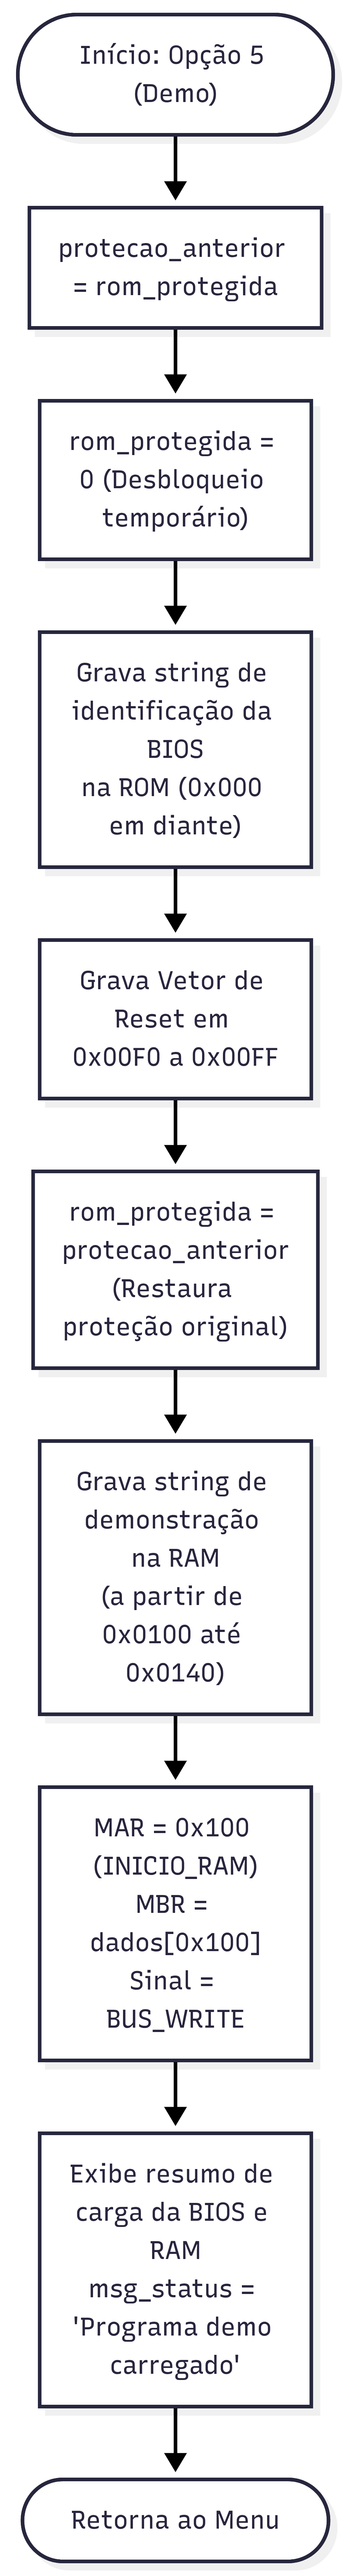 Início: Opção 5
(Demo)
protecao_anterior
= rom_protegida
rom_protegida =
0 (Desbloqueio
temporário)
Grava string de
identificação da
BIOS
na ROM (0x000
em diante)
Grava Vetor de
Reset em
0x00F0 a 0x00FF
rom_protegida =
protecao_anterior
(Restaura
proteção original)
Grava string de
demonstração
na RAM
(a partir de
0x0100 até
0x0140)
MAR = 0x100
(INICIO_RAM)
MBR =
dados[0x100]
Sinal =
BUS_WRITE
Exibe resumo de
carga da BIOS e
RAM
msg_status =
'Programa demo
carregado'
Retorna ao Menu